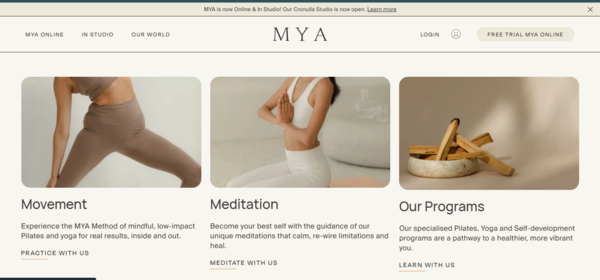 MYA is now Online & In Studio! Our Cronulla Studio is now open. Learn more
MYA ONLINE IN STUDIO OUR WORLD MYA LOGIN FREE TRIAL MYA ONLINE
Movement
Experience the MYA Method of mindful, low-impact
Pilates and yoga for real results, inside and out.
PRACTICE WITH US
Meditation
Become your best self with the guidance of our
unique meditations that calm, re-wire limitations and
heal.
MEDITATE WITH US
Our Programs
Our specialised Pilates, Yoga and Self-development
programs are a pathway to a healthier, more vibrant
you.
LEARN WITH US